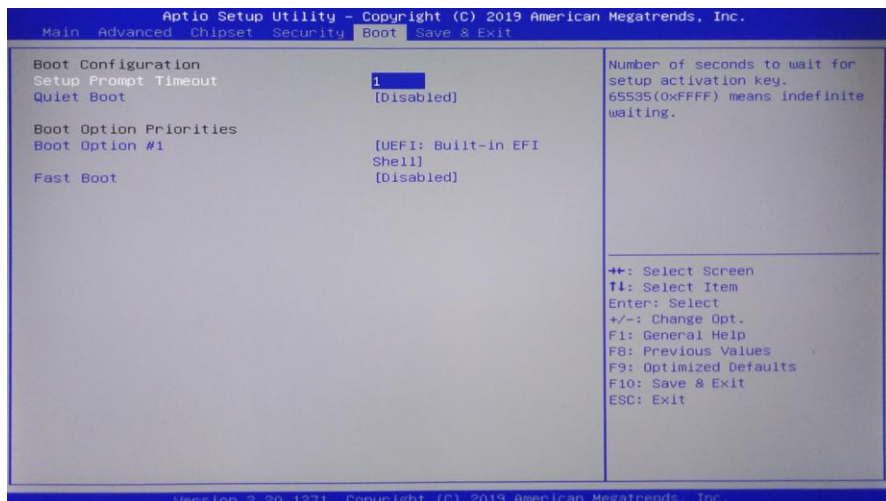 Aptio Setup Utility – Copyright (C) 2019 American Megatrends, Inc.
Main Advanced Chipset Security Boot Save & Exit
Boot Configuration
Setup Prompt Timeout 1
Quiet Boot [Disabled]
Boot Option Priorities
Boot Option #1 [UEFI: Built-in EFI
Shell]
Fast Boot [Disabled]
Number of seconds to wait for
setup activation key.
65535(0xFFFF) means indefinite
waiting.
→←: Select Screen
↑↓: Select Item
Enter: Select
+/-: Change Opt.
F1: General Help
F8: Previous Values
F9: Optimized Defaults
F10: Save & Exit
ESC: Exit
Version 2.20.1271. Copyright (C) 2019 American Megatrends, Inc.